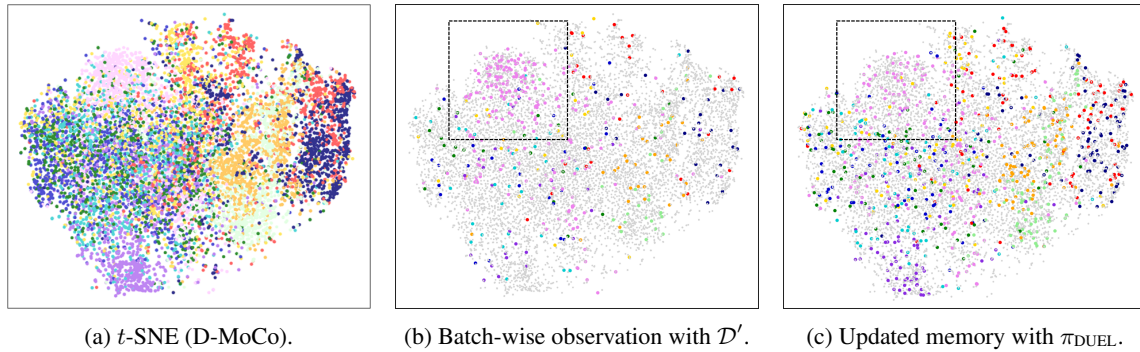 (a) t-SNE (D-MoCo).
(b) Batch-wise observation with 𝒟′.
(c) Updated memory with π_DUEL.